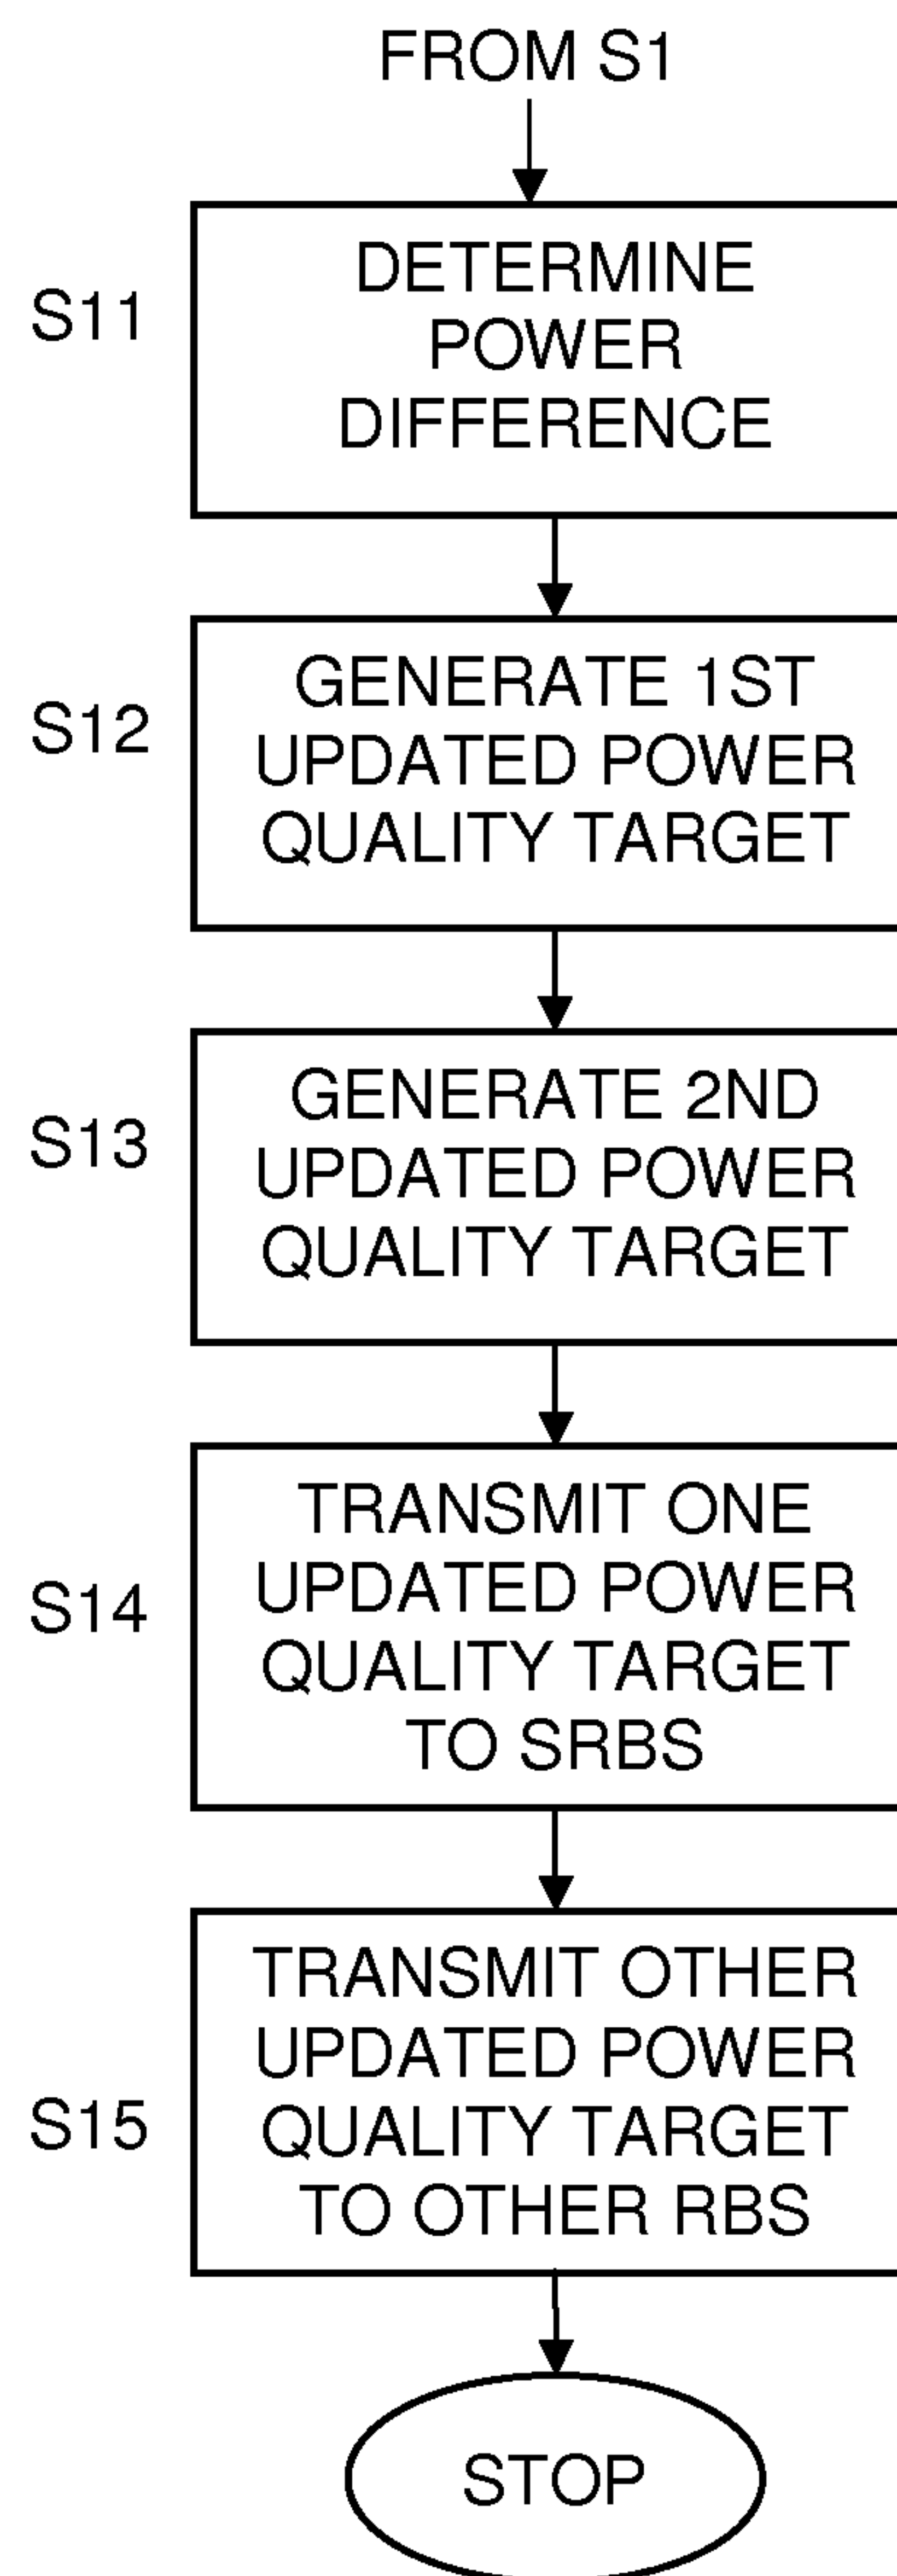 FROM S1
S11
DETERMINE
POWER
DIFFERENCE
S12
GENERATE 1ST
UPDATED POWER
QUALITY TARGET
S13
GENERATE 2ND
UPDATED POWER
QUALITY TARGET
S14
TRANSMIT ONE
UPDATED POWER
QUALITY TARGET
TO SRBS
S15
TRANSMIT OTHER
UPDATED POWER
QUALITY TARGET
TO OTHER RBS
STOP